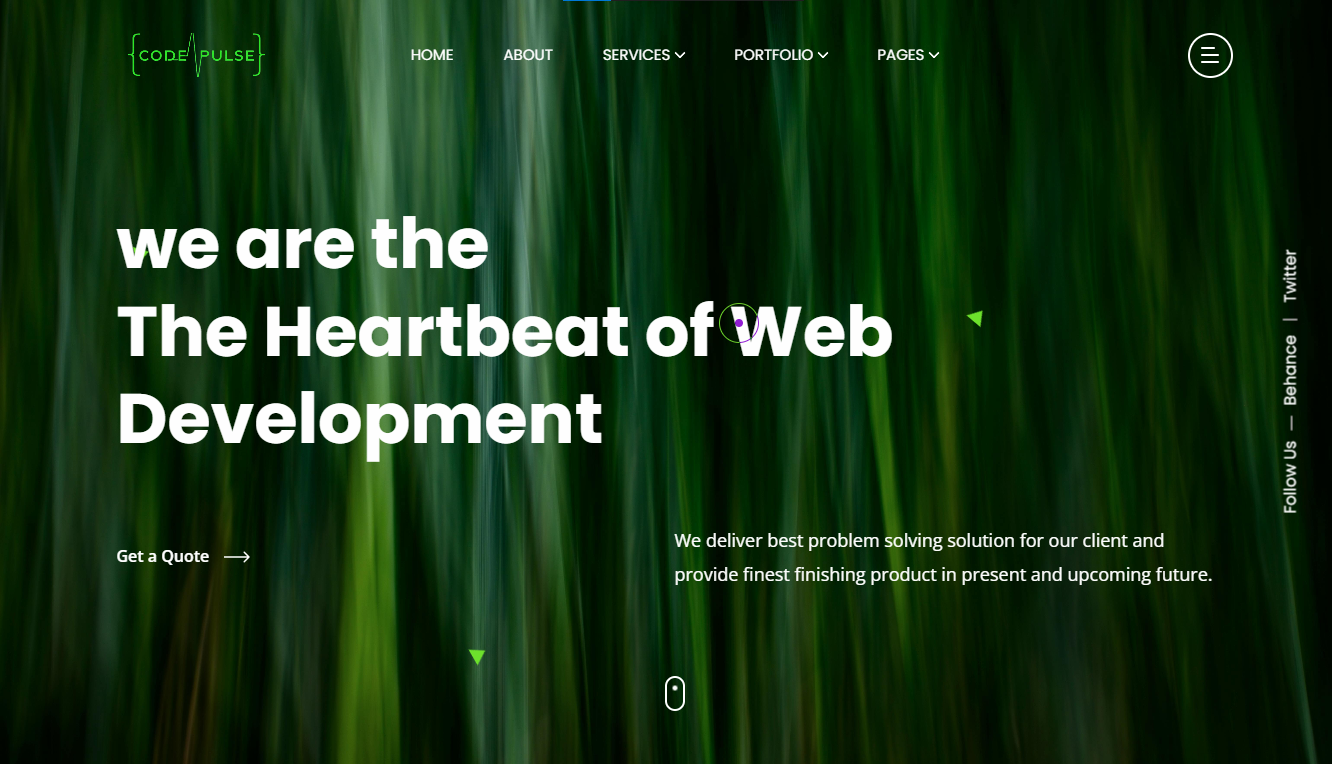 {CODE PULSE}
HOME
ABOUT
SERVICES
PORTFOLIO
PAGES
we are the
The Heartbeat of Web
Development
Get a Quote
We deliver best problem solving solution for our client and
provide finest finishing product in present and upcoming future.
Follow Us — Behance | Twitter